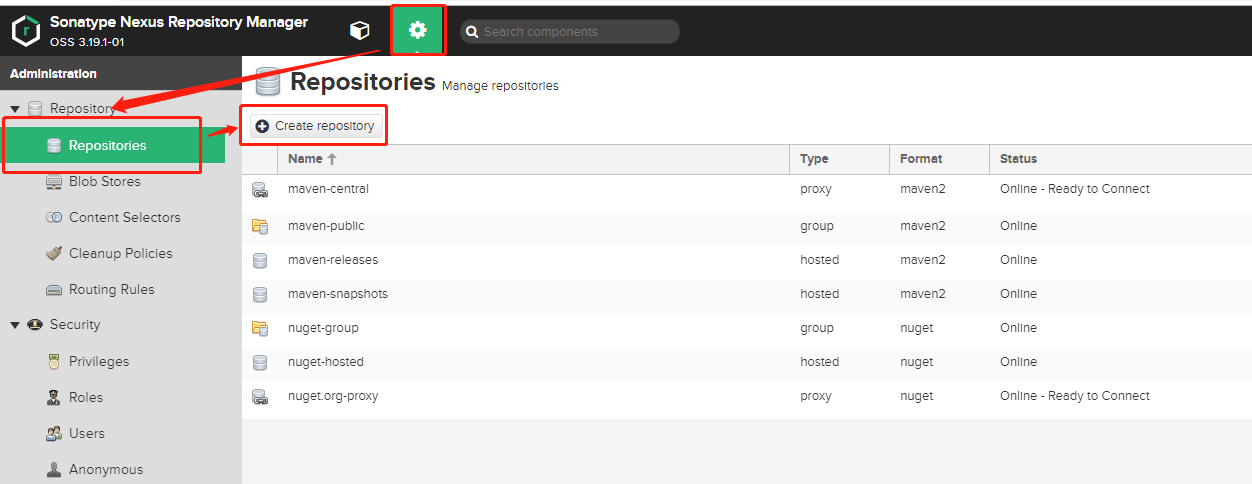 Sonatype Nexus Repository Manager
OSS 3.19.1-01
Search components
Administration
Repositories Manage repositories
Repository
Create repository
Repositories
Blob Stores
Content Selectors
Cleanup Policies
Routing Rules
Security
Privileges
Roles
Users
Anonymous
Name Type Format Status
maven-central proxy maven2 Online - Ready to Connect
maven-public group maven2 Online
maven-releases hosted maven2 Online
maven-snapshots hosted maven2 Online
nuget-group group nuget Online
nuget-hosted hosted nuget Online
nuget.org-proxy proxy nuget Online - Ready to Connect